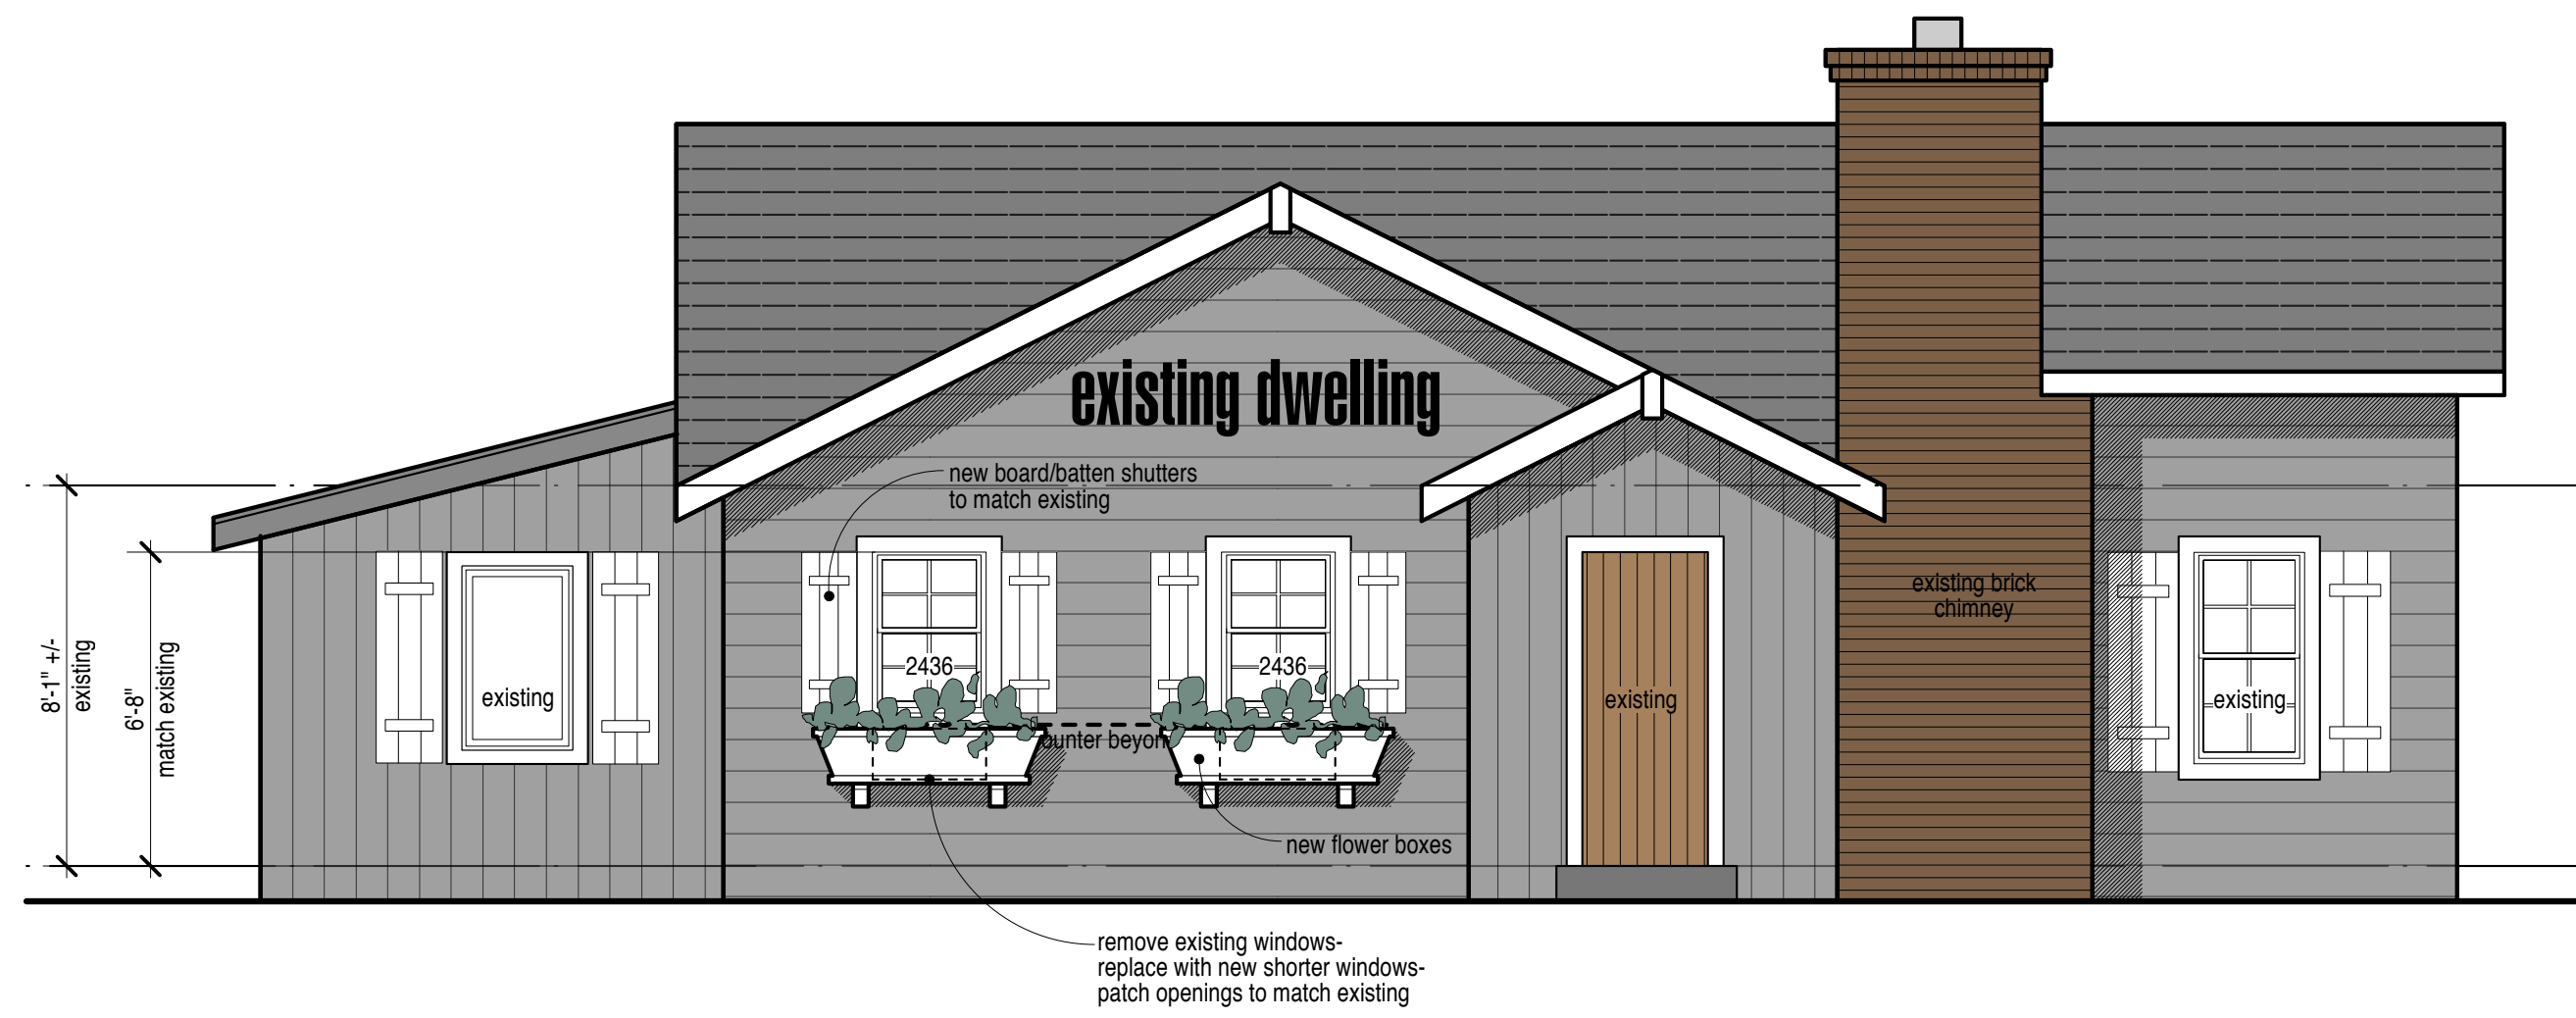 existing dwelling
new board/batten shutters
to match existing
8'-1" +/-
existing
6'-8"
match existing
existing
2436
2436
existing
existing brick
chimney
existing
new flower boxes
remove existing windows-
replace with new shorter windows-
patch openings to match existing